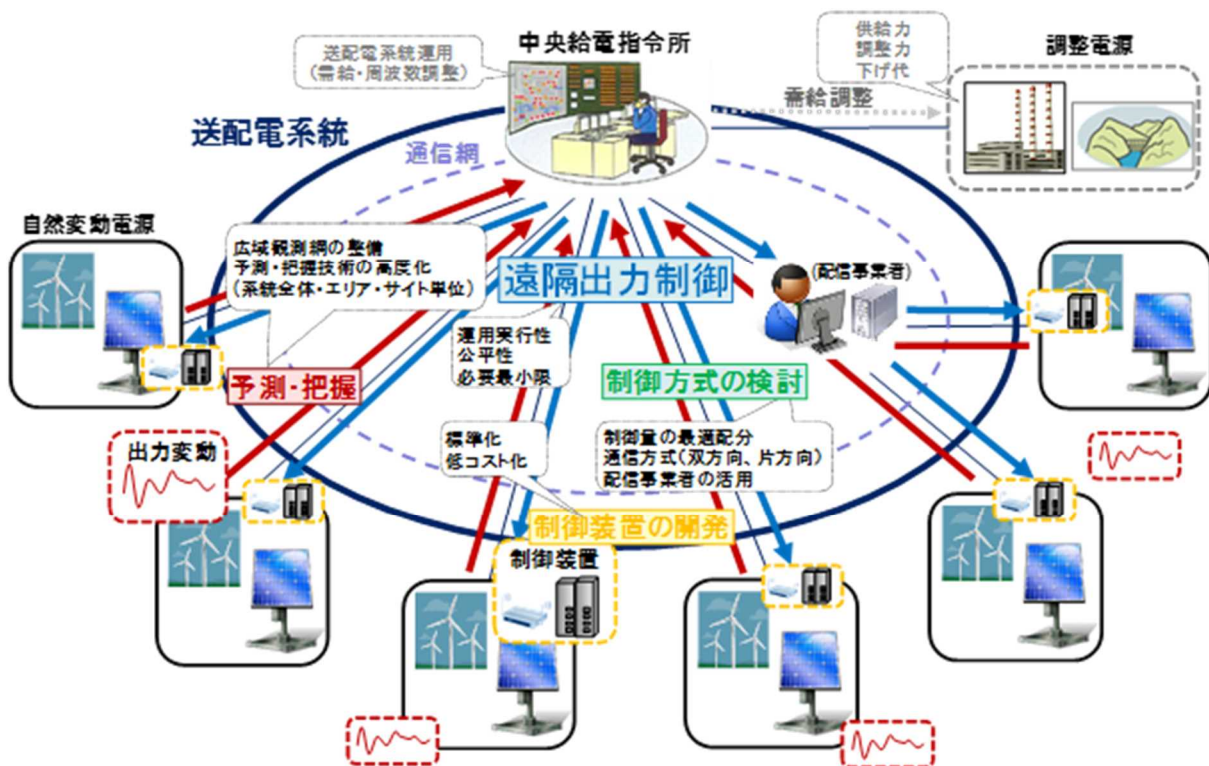 中央給電指令所
送配電系統運用
(需給・周波数調整)
供給力
調整力
下げ代
調整電源
需給調整
送配電系統
通信網
自然変動電源
広域観測網の整備
予測・把握技術の高度化
(系統全体・エリア・サイト単位)
遠隔出力制御
(配信事業者)
運用実行性
公平性
必要最小限
予測・把握
制御方式の検討
出力変動
標準化
低コスト化
制御量の最適配分
通信方式(双方向、片方向)
配信事業者の活用
制御装置の開発
制御装置